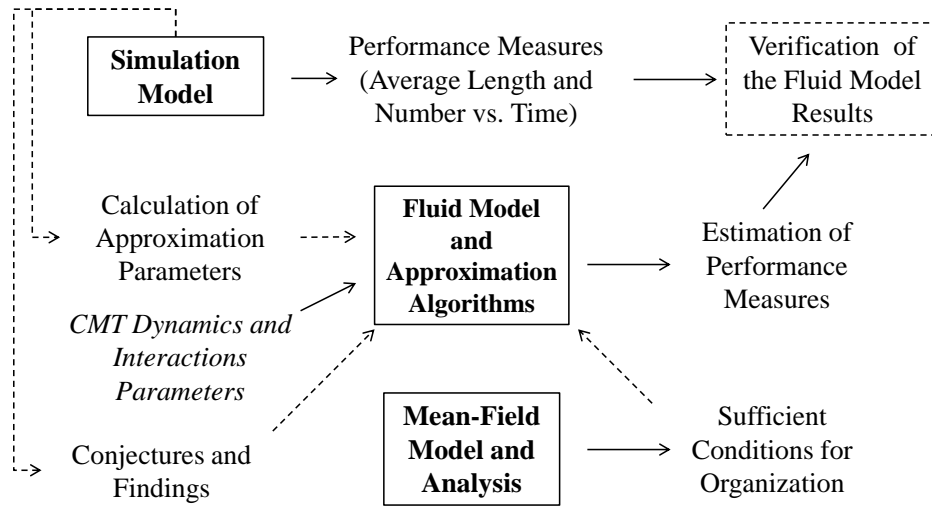 Simulation
Model
Performance Measures
(Average Length and
Number vs. Time)
Verification of
the Fluid Model
Results
Calculation of
Approximation
Parameters
Fluid Model
and
Approximation
Algorithms
Estimation of
Performance
Measures
CMT Dynamics and
Interactions
Parameters
Conjectures and
Findings
Mean-Field
Model and
Analysis
Sufficient
Conditions for
Organization